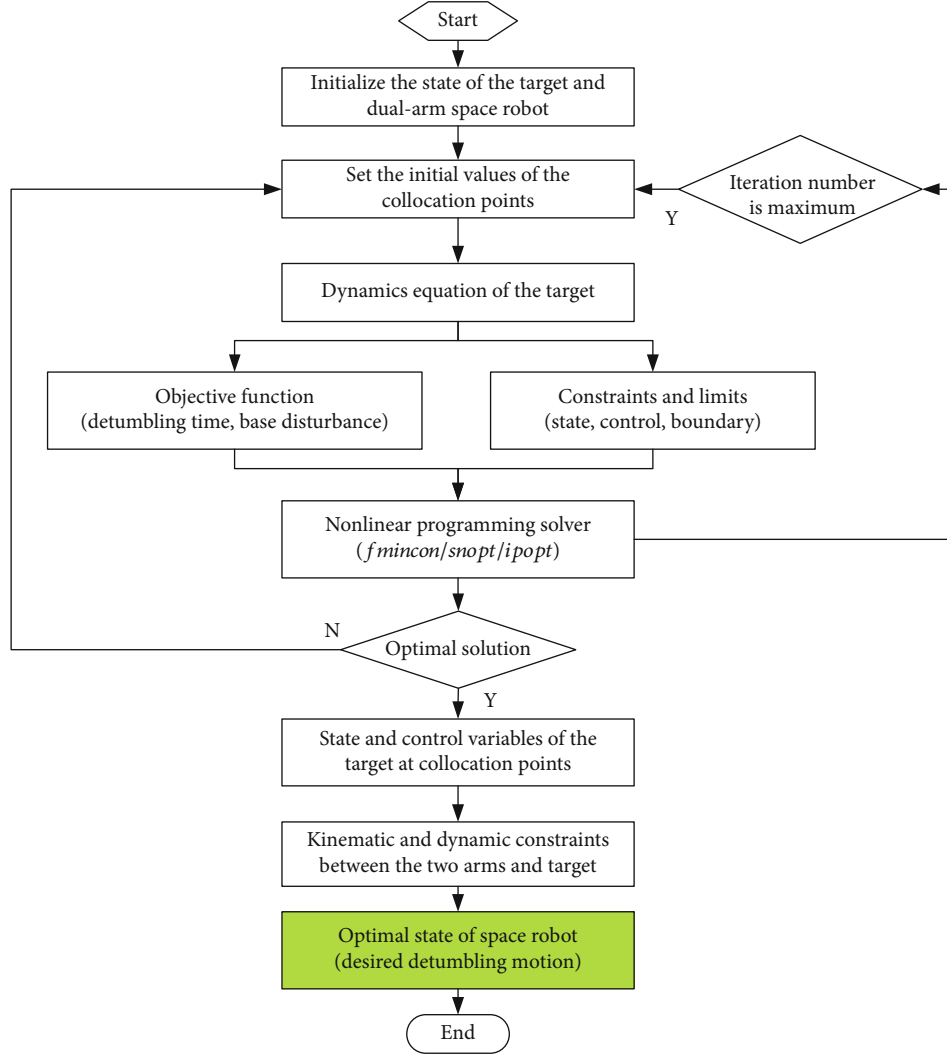 Start
Initialize the state of the target and
dual-arm space robot
Set the initial values of the
collocation points
Iteration number
is maximum
Y
Dynamics equation of the target
Objective function
(detumbling time, base disturbance)
Constraints and limits
(state, control, boundary)
Nonlinear programming solver
(fmincon/snopt/ipopt)
N
Optimal solution
Y
State and control variables of the
target at collocation points
Kinematic and dynamic constraints
between the two arms and target
Optimal state of space robot
(desired detumbling motion)
End